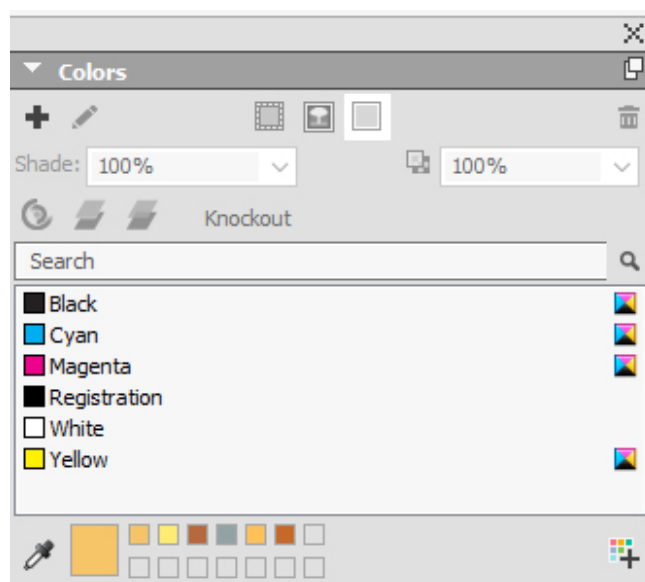 Colors
Shade: 100% 100%
Knockout
Search
Black
Cyan
Magenta
Registration
White
Yellow